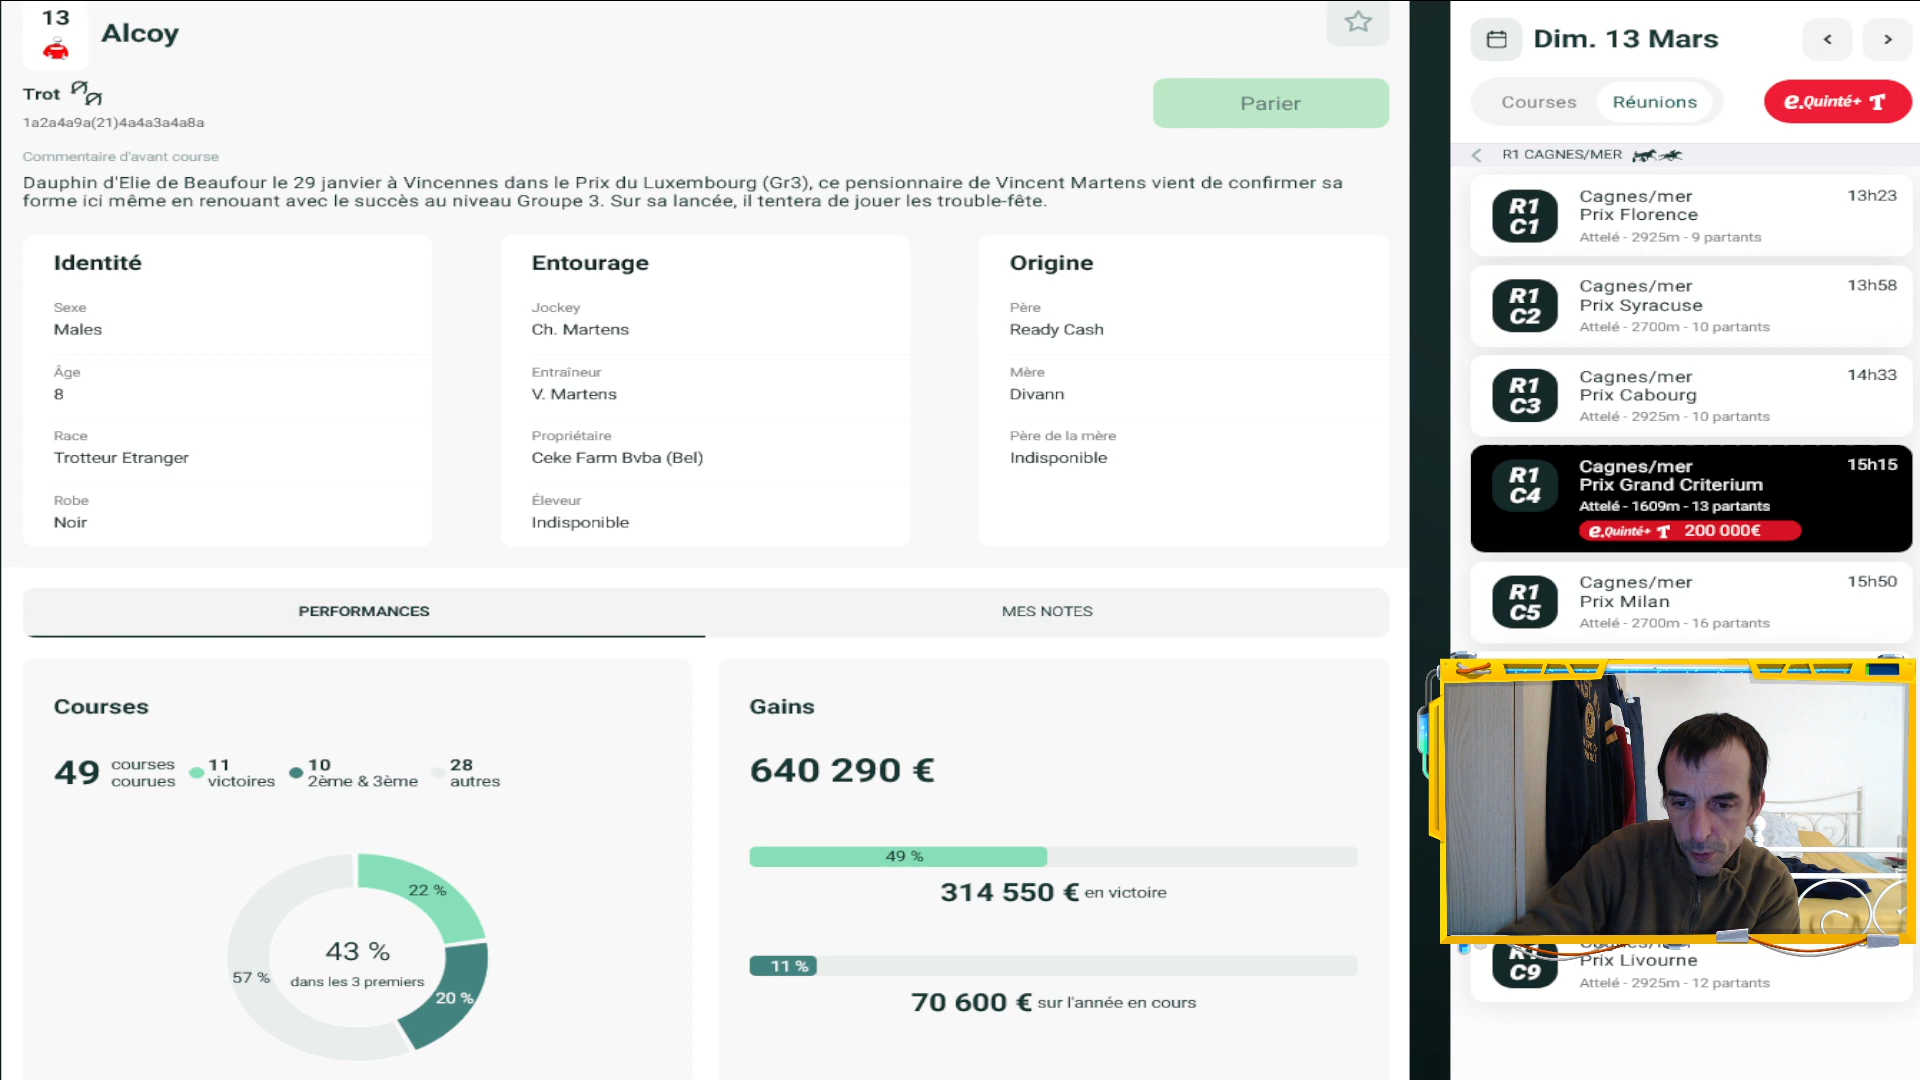 13
Alcoy
Trot
1a2a4a9a(21)4a4a3a4a8a
Parier
Commentaire d'avant course
Dauphin d'Elie de Beaufour le 29 janvier à Vincennes dans le Prix du Luxembourg (Gr3), ce pensionnaire de Vincent Martens vient de confirmer sa
forme ici même en renouant avec le succès au niveau Groupe 3. Sur sa lancée, il tentera de jouer les trouble-fête.
Identité
Sexe
Males
Âge
8
Race
Trotteur Etranger
Robe
Noir
Entourage
Jockey
Ch. Martens
Entraîneur
V. Martens
Propriétaire
Ceke Farm Bvba (Bel)
Éleveur
Indisponible
Origine
Père
Ready Cash
Mère
Divann
Père de la mère
Indisponible
PERFORMANCES
MES NOTES
Courses
49 courses courues
11 victoires
10 2ème & 3ème
28 autres
22 %
43 %
dans les 3 premiers
57 %
20 %
Gains
640 290 €
49 %
314 550 € en victoire
11 %
70 600 € sur l'année en cours
Dim. 13 Mars
< >
Courses
Réunions
e.Quinté+ T
R1 CAGNES/MER
R1 C1
Cagnes/mer
13h23
Prix Florence
Attelé - 2925m - 9 partants
R1 C2
Cagnes/mer
13h58
Prix Syracuse
Attelé - 2700m - 10 partants
R1 C3
Cagnes/mer
14h33
Prix Cabourg
Attelé - 2925m - 10 partants
R1 C4
Cagnes/mer
15h15
Prix Grand Criterium
Attelé - 1609m - 13 partants
e.Quinté+ T 200 000€
R1 C5
Cagnes/mer
15h50
Prix Milan
Attelé - 2700m - 16 partants
C9
Prix Livourne
Attelé - 2925m - 12 partants